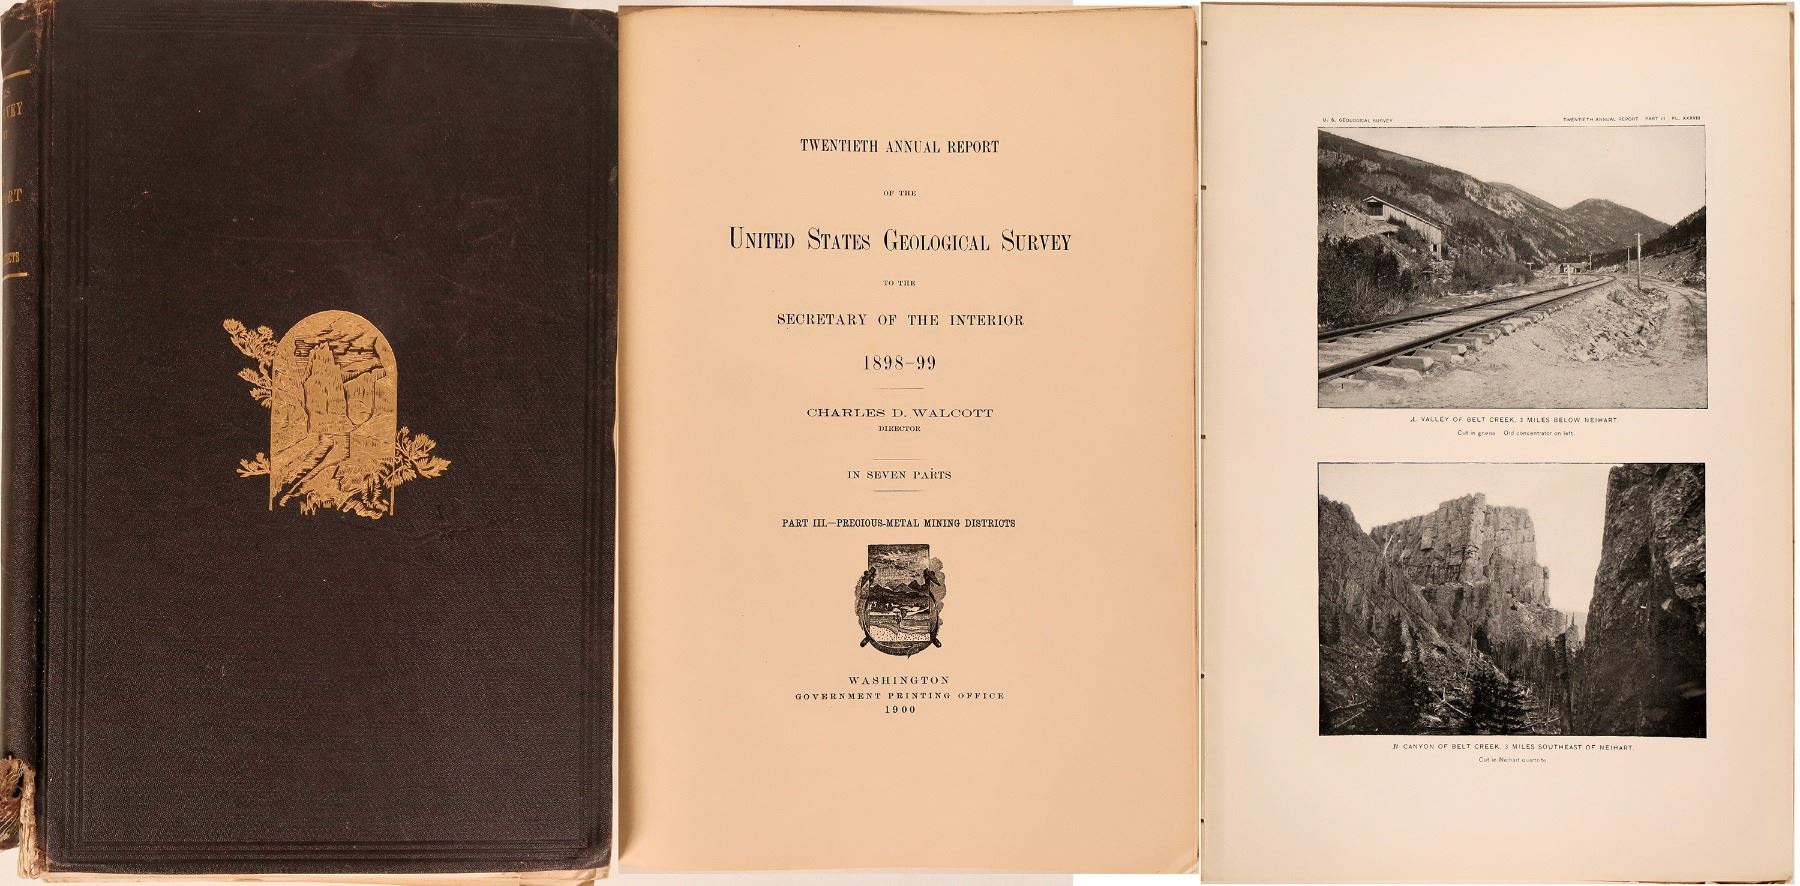 VEY
RT
TWENTIETH ANNUAL REPORT
OF THE
UNITED STATES GEOLOGICAL SURVEY
TO THE
SECRETARY OF THE INTERIOR
1898-99
CHARLES D. WALCOTT
DIRECTOR
IN SEVEN PARTS
PART III.—PRECIOUS-METAL MINING DISTRICTS
WASHINGTON
GOVERNMENT PRINTING OFFICE
1900
U. S. GEOLOGICAL SURVEY
TWENTIETH ANNUAL REPORT PART III PL. XXXVIII
A VALLEY OF BELT CREEK, 3 MILES BELOW NEIHART.
Cut in gneiss Old concentrator on left.
B CANYON OF BELT CREEK, 3 MILES SOUTHEAST OF NEIHART.
Cut in Neihart quartzite